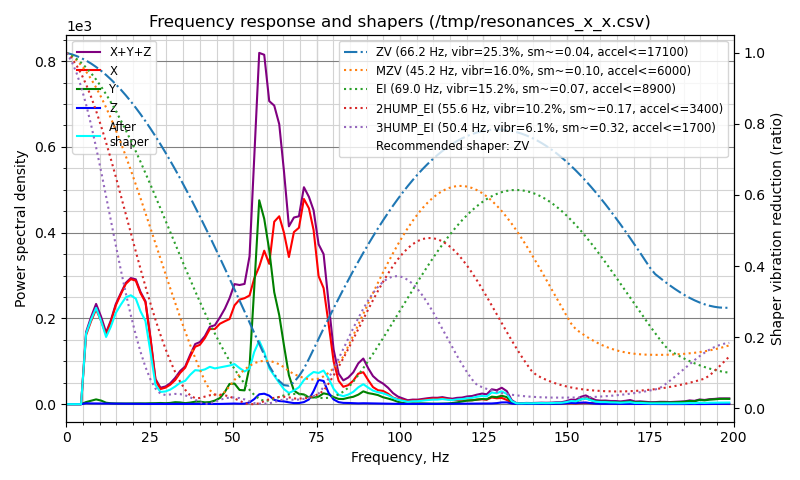 Frequency response and shapers (/tmp/resonances_x_x.csv)
1e3
X+Y+Z
X
Y
Z
After
shaper
ZV (66.2 Hz, vibr=25.3%, sm~=0.04, accel<=17100)
MZV (45.2 Hz, vibr=16.0%, sm~=0.10, accel<=6000)
EI (69.0 Hz, vibr=15.2%, sm~=0.07, accel<=8900)
2HUMP_EI (55.6 Hz, vibr=10.2%, sm~=0.17, accel<=3400)
3HUMP_EI (50.4 Hz, vibr=6.1%, sm~=0.32, accel<=1700)
Recommended shaper: ZV
Power spectral density
0.8
0.6
0.4
0.2
0.0
1.0
0.8
0.6
0.4
0.2
0.0
Shaper vibration reduction (ratio)
0 25 50 75 100 125 150 175 200
Frequency, Hz